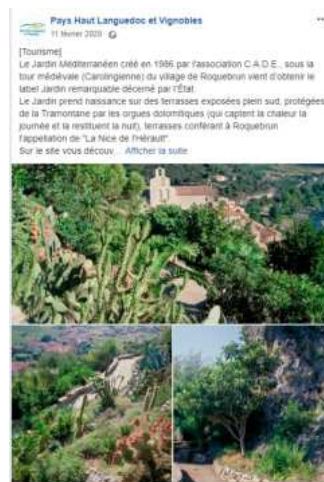 Pays Haut Languedoc et Vignobles
11 février 2020
[Tourisme]
Le Jardin Méditerranéen créé en 1986 par l'association C.A.D.E., sous la
tour médiévale (Carolingienne) du village de Roquebrun vient d'obtenir le
label Jardin remarquable décerné par l'État.
Le Jardin prend naissance sur des terrasses exposées plein sud, protégées
de la Tramontane par les orgues dolomitiques (qui captent la chaleur la
journée et la restituent la nuit), terrasses conférant à Roquebrun
l'appellation de "La Nice de l'Hérault".
Sur le site vous découv... Afficher la suite